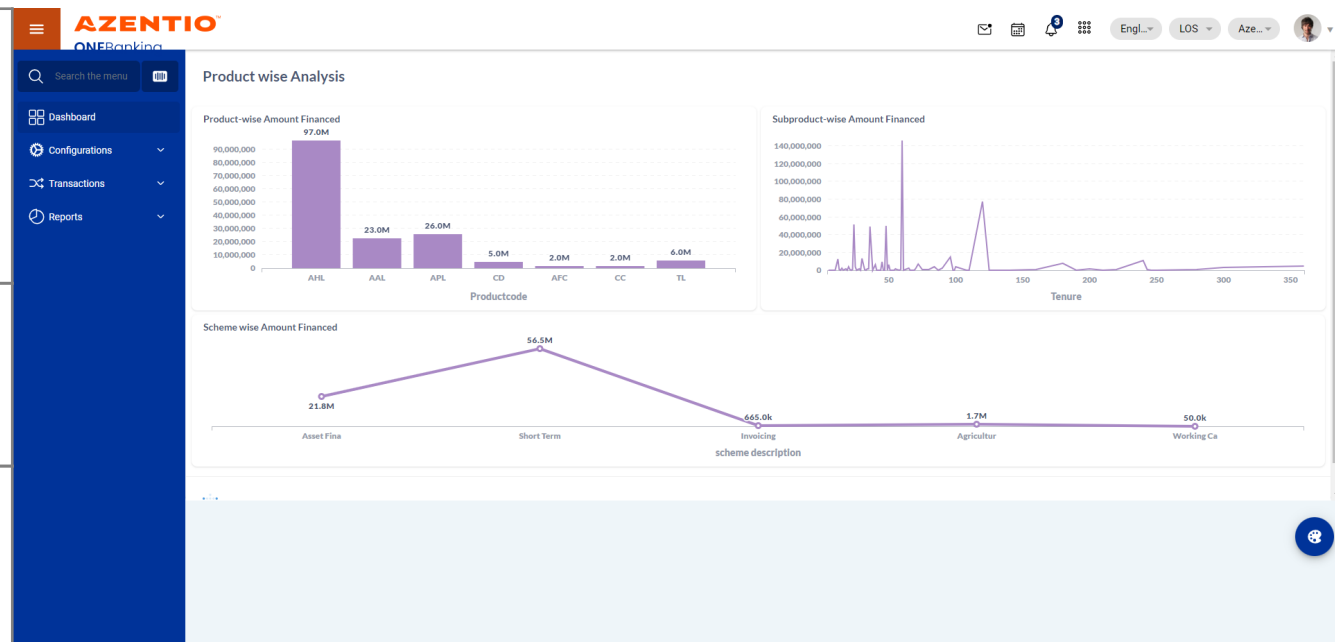 AZENTIO
ONEBanking
3
Engl...
LOS
Aze...
Search the menu
Dashboard
Configurations
Transactions
Reports
Product wise Analysis
Product-wise Amount Financed
97.0M
90,000,000
80,000,000
70,000,000
60,000,000
50,000,000
40,000,000
30,000,000
20,000,000
10,000,000
0
23.0M
26.0M
5.0M
2.0M
2.0M
6.0M
AHL AAL APL CD AFC CC TL
Productcode
Subproduct-wise Amount Financed
140,000,000
120,000,000
100,000,000
80,000,000
60,000,000
40,000,000
20,000,000
0
50 100 150 200 250 300 350
Tenure
Scheme wise Amount Financed
56.5M
21.8M
665.0k
1.7M
50.0k
Asset Fina Short Term Invoicing Agricultur Working Ca
scheme description